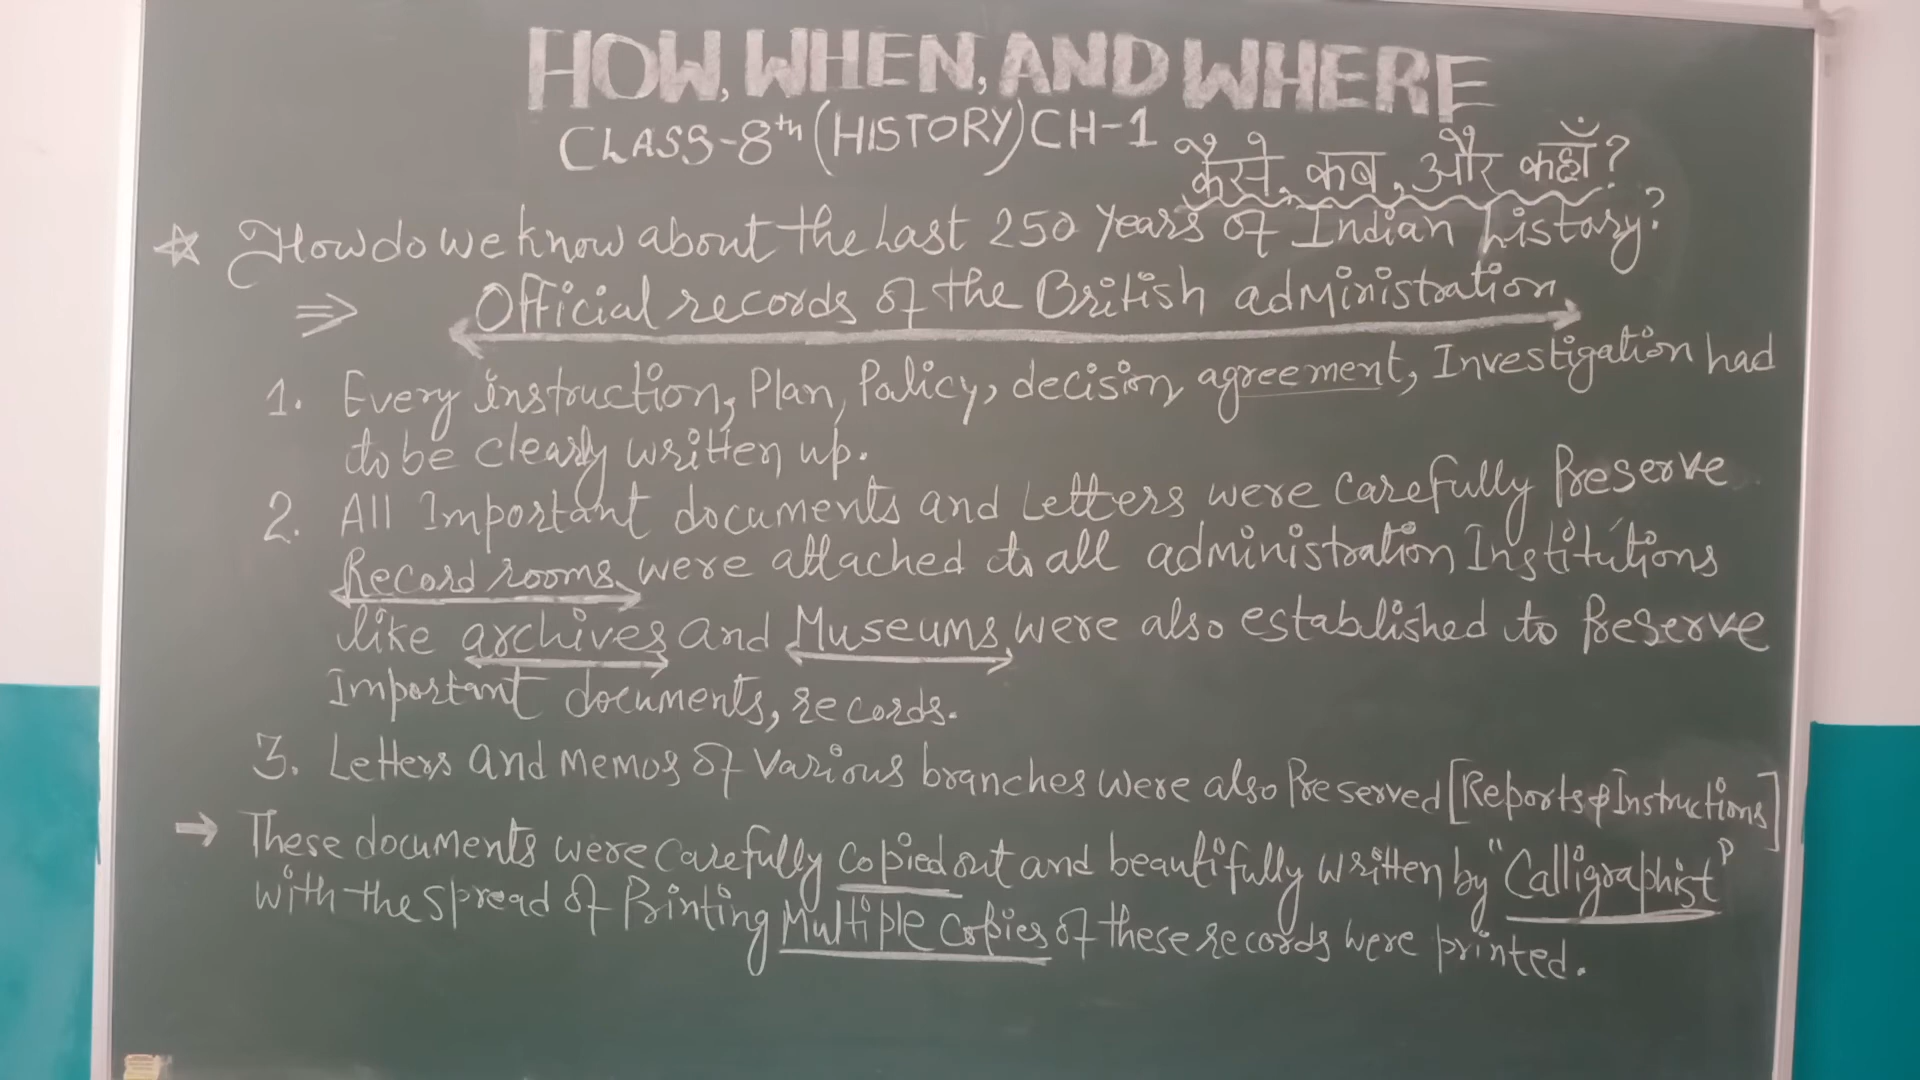 HOW, WHEN, AND WHERE
CLASS-8th (HISTORY) CH-1
कैसे, कब, और कहाँ?
How do we know about the last 250 years of Indian history?
⇒ Official records of the British administration
1. Every instruction, Plan, Policy, decision agreement, Investigation had
to be clearly written up.
2. All Important documents and Letters were carefully Preserve
Record rooms were attached to all administration Institutions
like archives and Museums were also established to Preserve
Important documents, records.
3. Letters and memos of various branches were also Preserved [Reports & Instructions]
→ These documents were carefully copied out and beautifully written by "Calligraphist"
with the spread of Printing Multiple Copies of these records were printed.